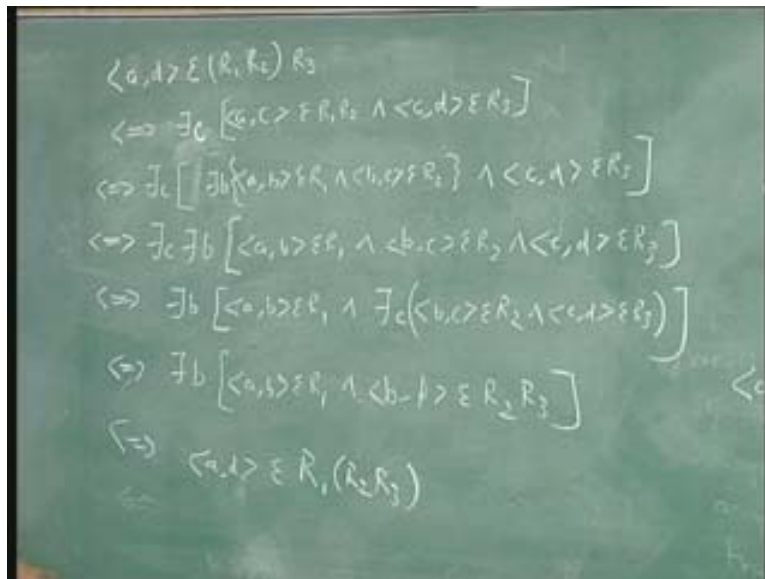 <a,d> ε (R₁R₂) R₃
<=> ∃c [<a,c> ε R₁R₂ ∧ <c,d> ε R₃]
<=> ∃c [ ∃b{<a,b> ε R₁ ∧ <b,c> ε R₂} ∧ <c,d> ε R₃]
<=> ∃c ∃b [<a,b> ε R₁ ∧ <b,c> ε R₂ ∧ <c,d> ε R₃]
<=> ∃b [<a,b> ε R₁ ∧ ∃c(<b,c> ε R₂ ∧ <c,d> ε R₃)]
<=> ∃b [<a,b> ε R₁ ∧ <b,d> ε R₂R₃]
<=> <a,d> ε R₁(R₂R₃)